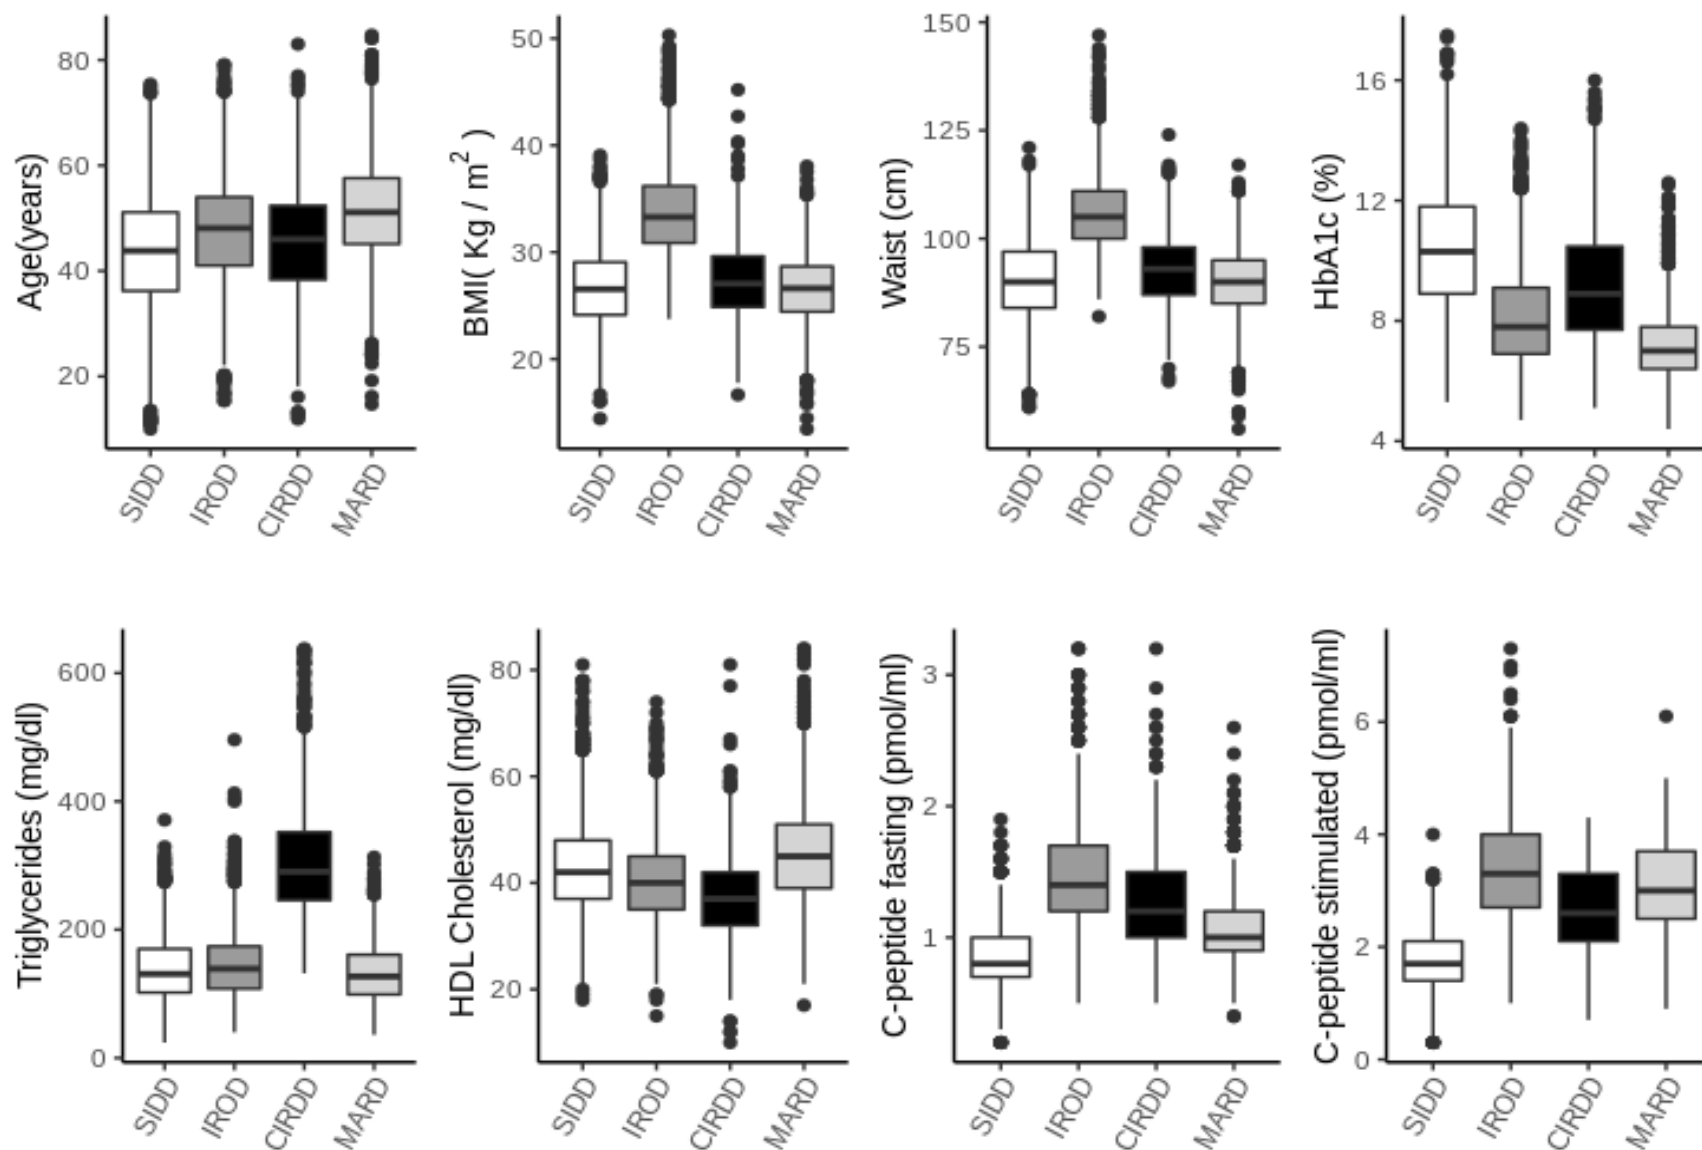 Age(years)
80
60
40
20
SIDD IROD CIRDD MARD
BMI( Kg / m2 )
50
40
30
20
SIDD IROD CIRDD MARD
Waist (cm)
150
125
100
75
SIDD IROD CIRDD MARD
HbA1c (%)
16
12
8
4
SIDD IROD CIRDD MARD
Triglycerides (mg/dl)
600
400
200
0
SIDD IROD CIRDD MARD
HDL Cholesterol (mg/dl)
80
60
40
20
SIDD IROD CIRDD MARD
C-peptide fasting (pmol/ml)
3
2
1
SIDD IROD CIRDD MARD
C-peptide stimulated (pmol/ml)
6
4
2
0
SIDD IROD CIRDD MARD